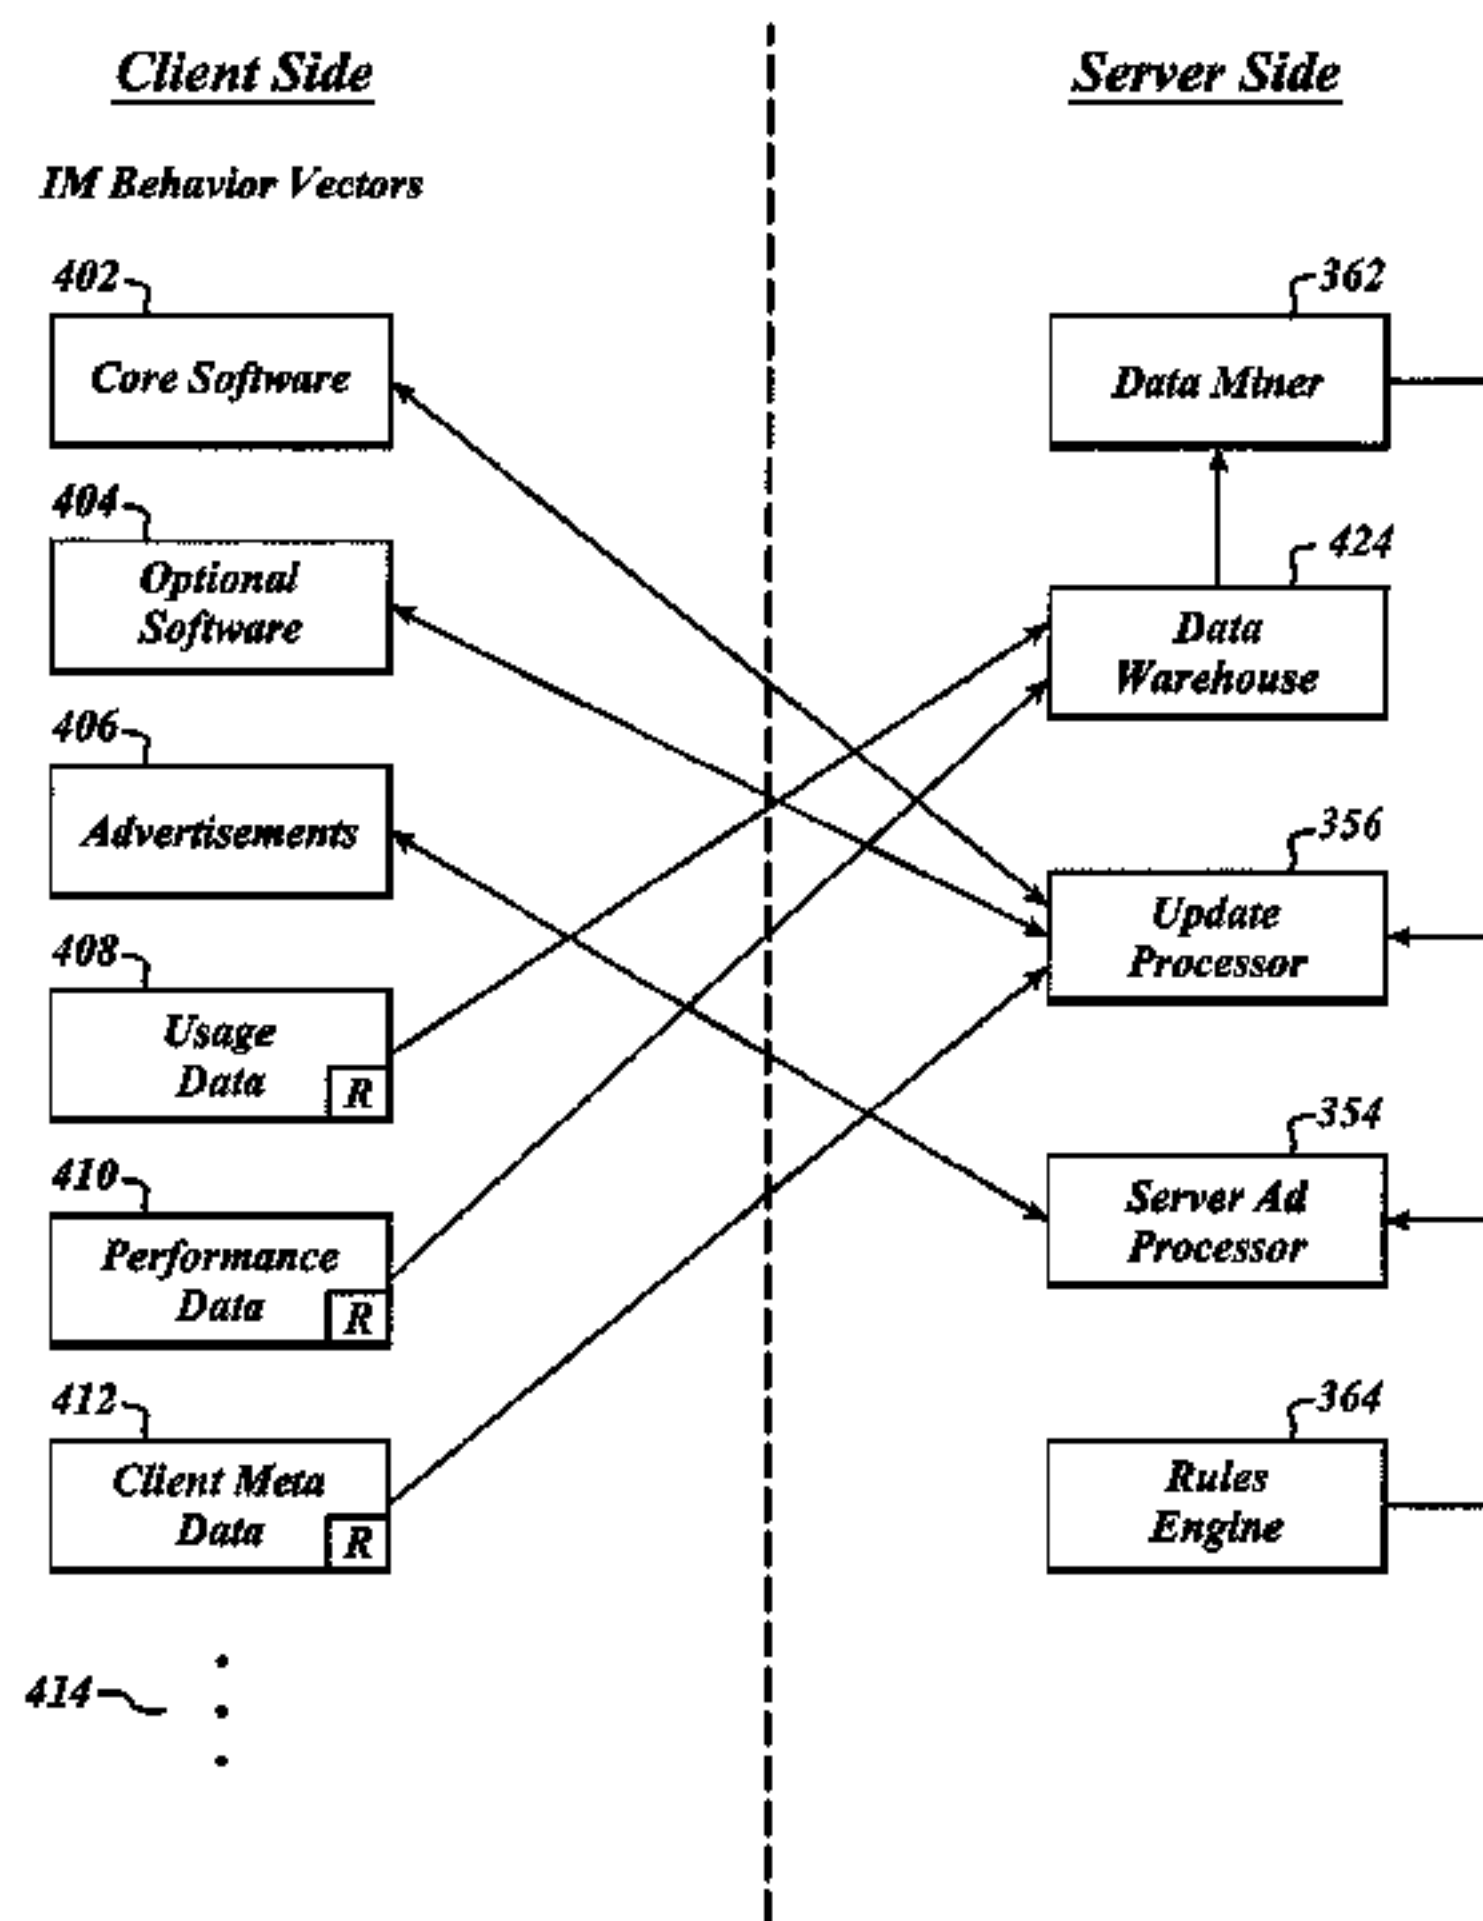 Client Side
IM Behavior Vectors
402
Core Software
404
Optional
Software
406
Advertisements
408
Usage
Data
R
410
Performance
Data
R
412
Client Meta
Data
R
414
Server Side
362
Data Miner
424
Data
Warehouse
356
Update
Processor
354
Server Ad
Processor
364
Rules
Engine